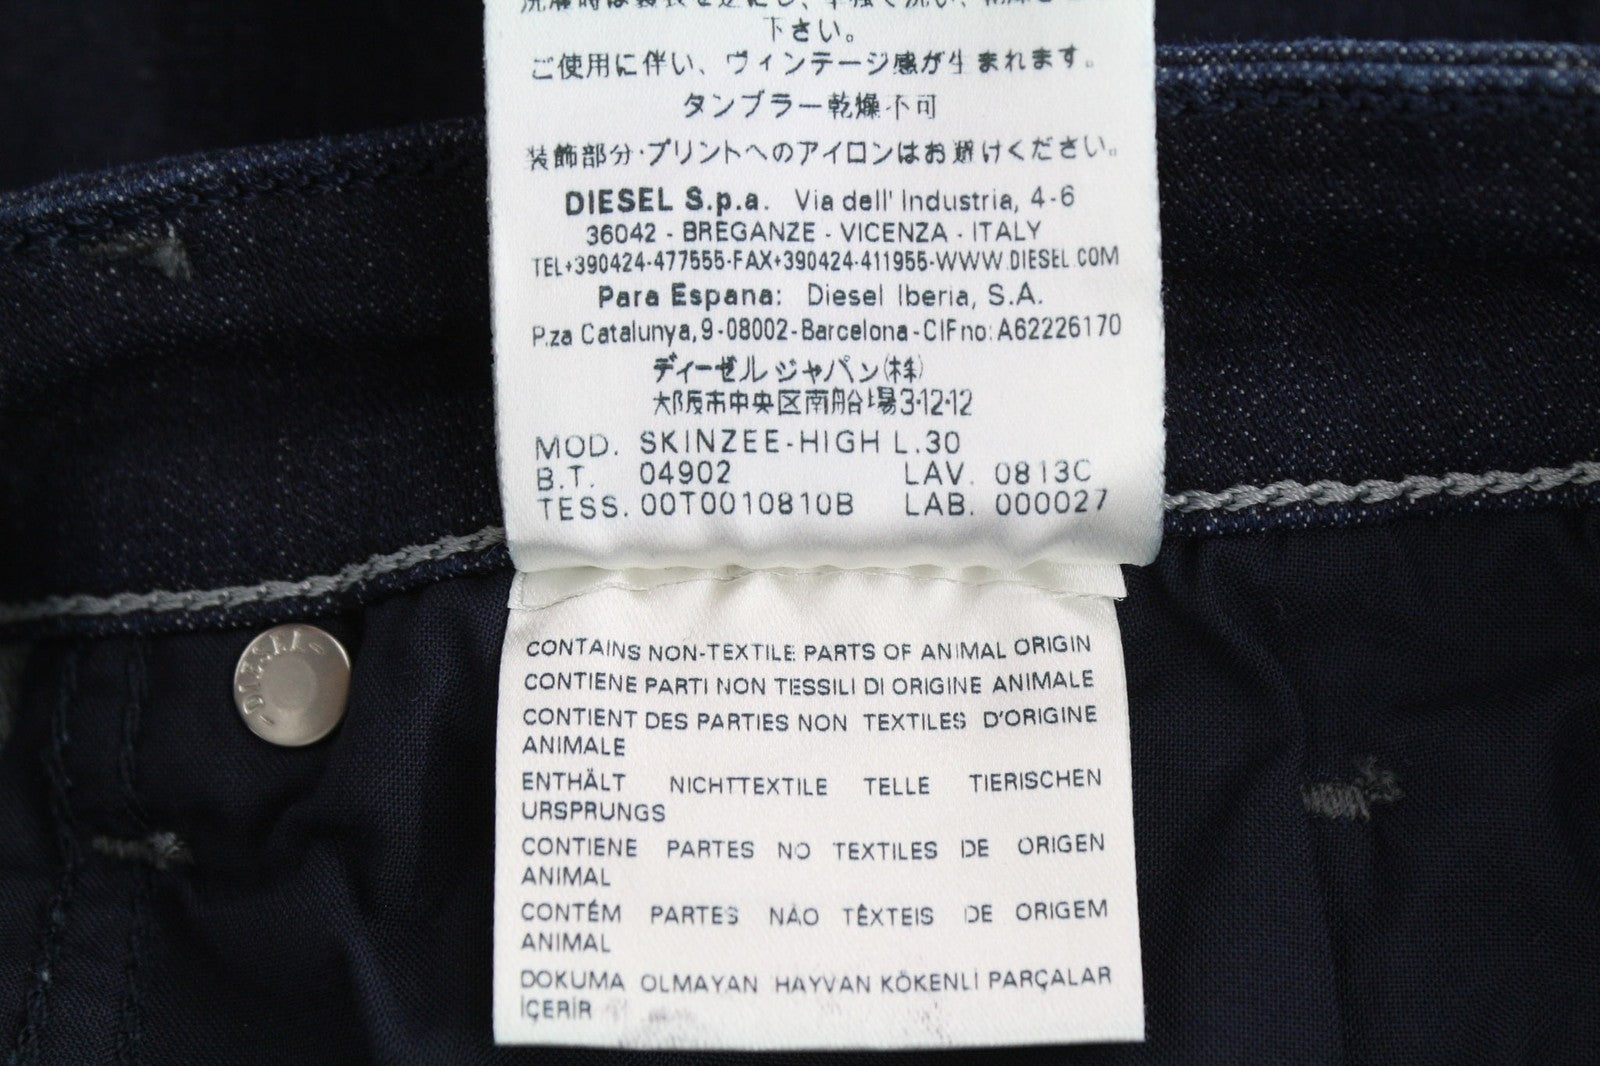 下さい。
ご使用に伴い、ヴィンテージ感が生まれます。
タンブラー乾燥不可
装飾部分・プリントへのアイロンはお避けください。
DIESEL S.p.a. Via dell' Industria, 4-6
36042 - BREGANZE - VICENZA - ITALY
TEL+390424-477555-FAX+390424-411955-WWW.DIESEL.COM
Para Espana: Diesel Iberia, S.A.
P.za Catalunya,9-08002-Barcelona-CIF no: A62226170
ディーゼル ジャパン(株)
大阪市中央区南船場3-12-12
MOD. SKINZEE-HIGH L.30
B.T. 04902 LAV. 0813C
TESS. 00T0010810B LAB. 000027
DIESEL
CONTAINS NON-TEXTILE PARTS OF ANIMAL ORIGIN
CONTIENE PARTI NON TESSILI DI ORIGINE ANIMALE
CONTIENT DES PARTIES NON TEXTILES D'ORIGINE
ANIMALE
ENTHÄLT NICHTTEXTILE TELLE TIERISCHEN
URSPRUNGS
CONTIENE PARTES NO TEXTILES DE ORIGEN
ANIMAL
CONTÉM PARTES NÃO TÊXTEIS DE ORIGEM
ANIMAL
DOKUMA OLMAYAN HAYVAN KÖKENLİ PARÇALAR
İÇERİR